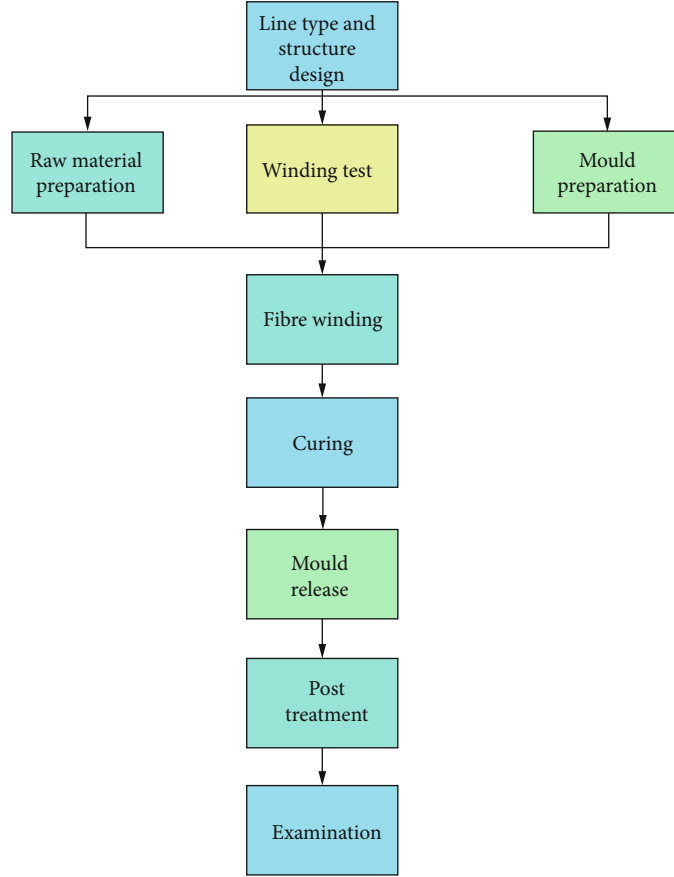 Line type and
structure
design
Raw material
preparation
Winding test
Mould
preparation
Fibre winding
Curing
Mould
release
Post
treatment
Examination